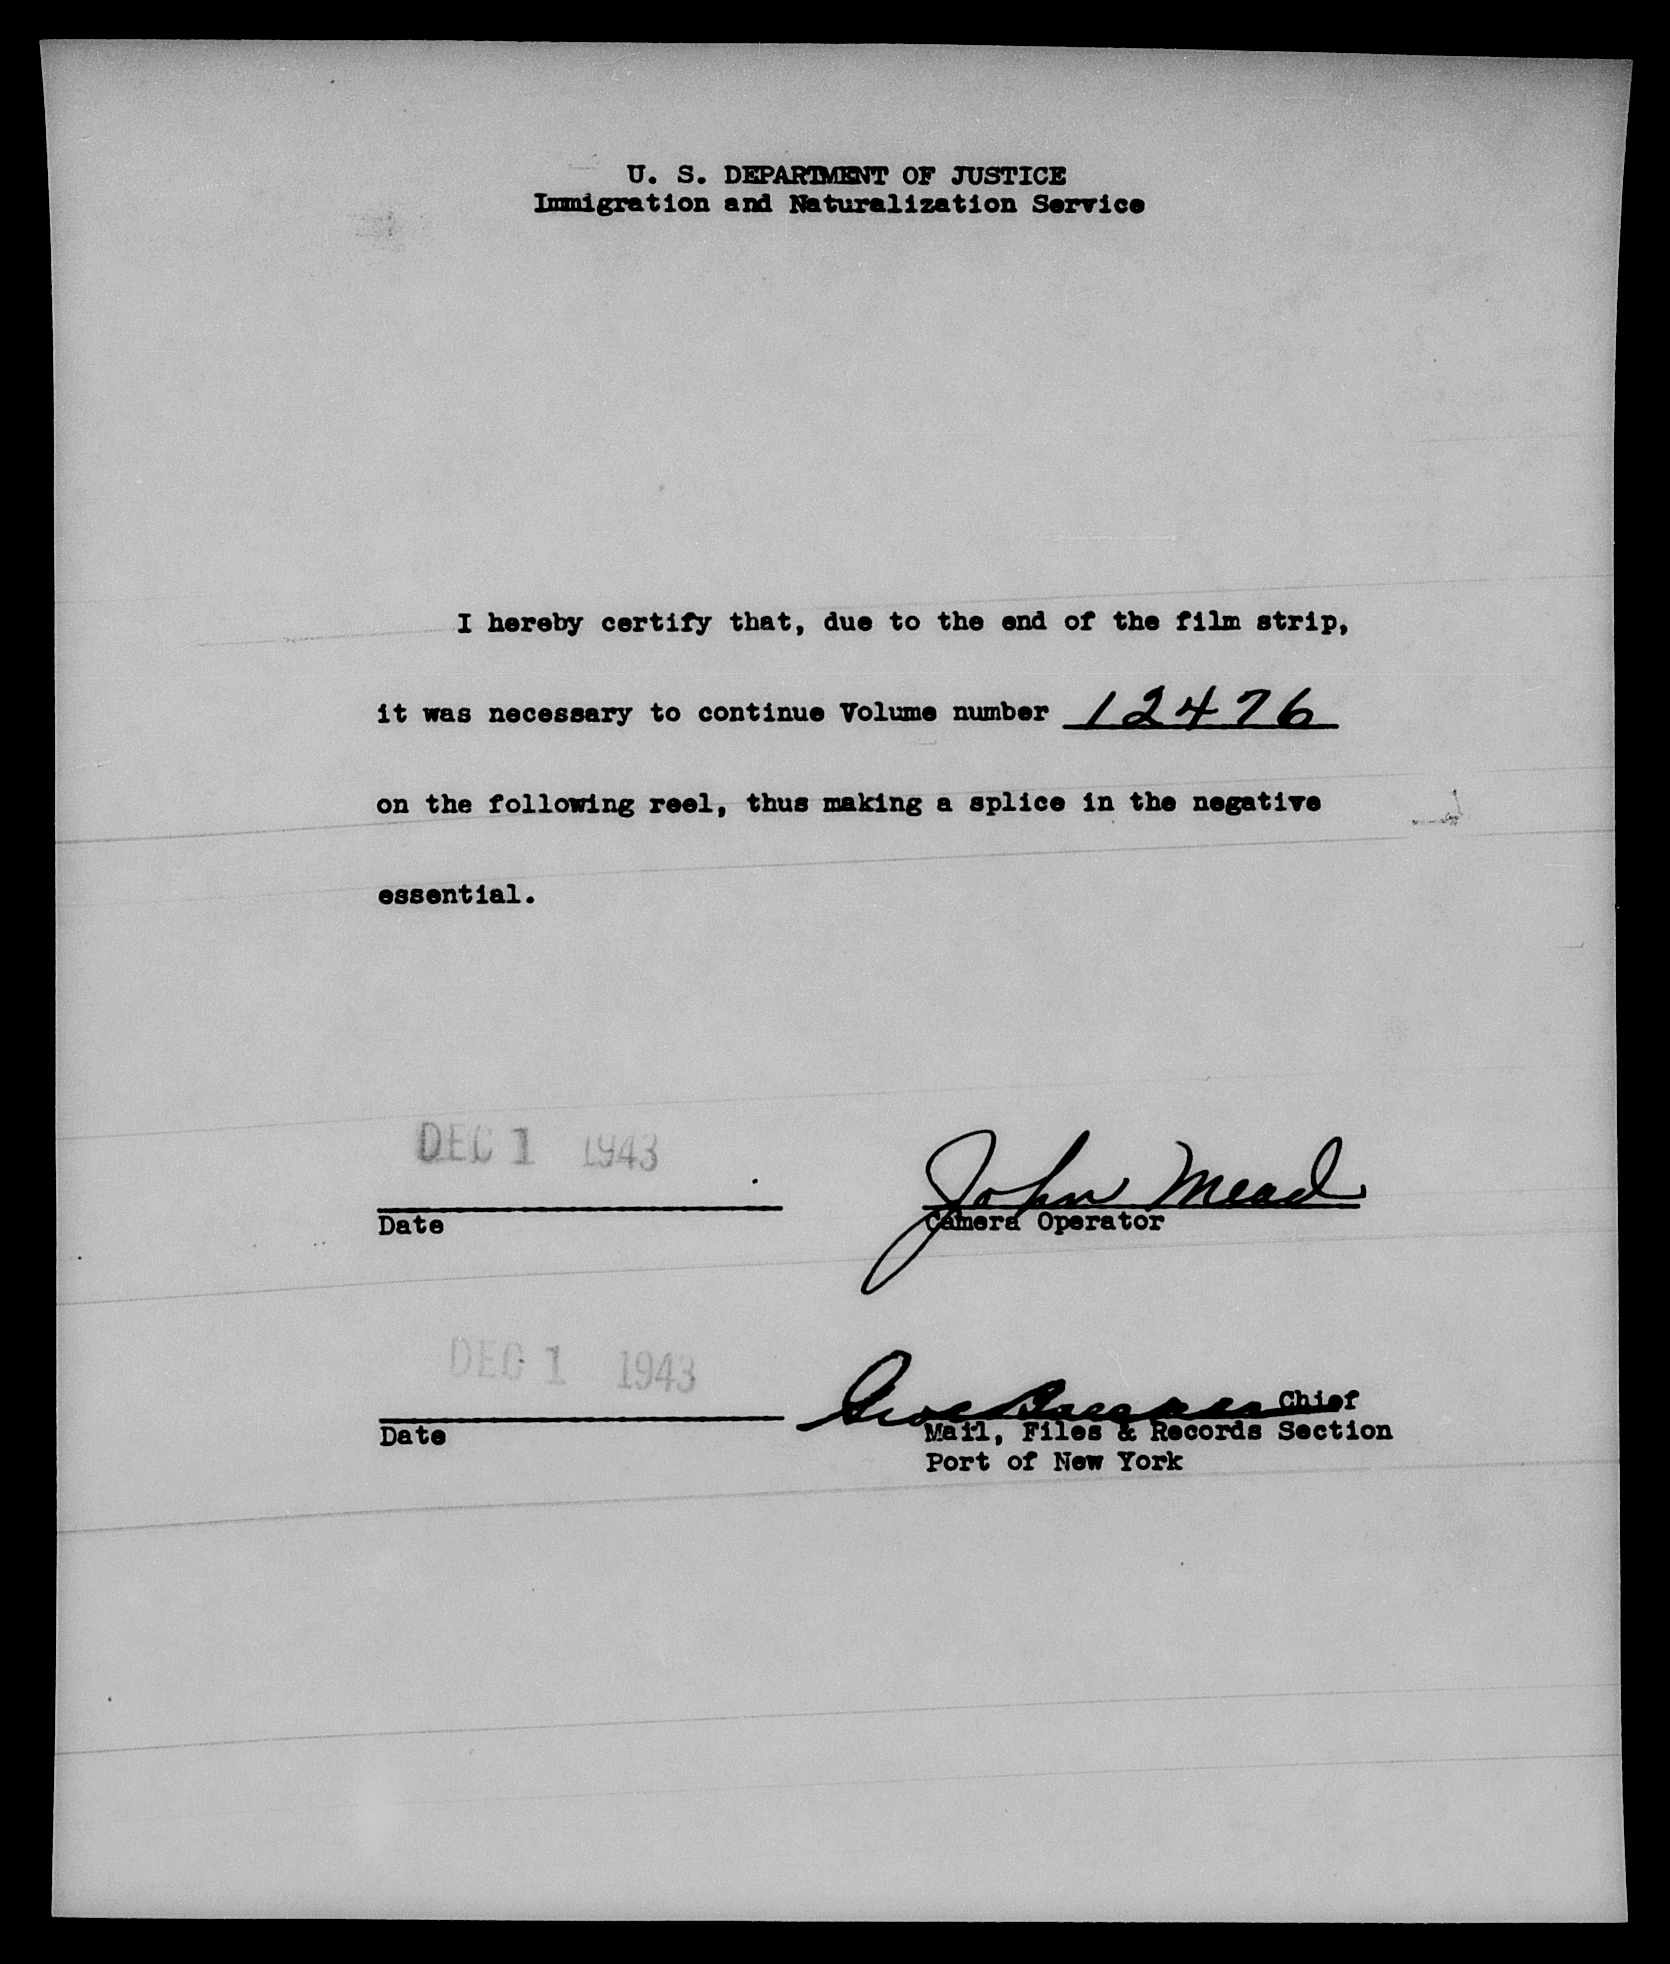 U. S. DEPARTMENT OF JUSTICE
Immigration and Naturalization Service
I hereby certify that, due to the end of the film strip,
it was necessary to continue Volume number 12476
on the following reel, thus making a splice in the negative
essential.
DEC 1 1943
John Mead
Date
Camera Operator
DEC 1 1943
Chief
Date
Mail, Files & Records Section
Port of New York